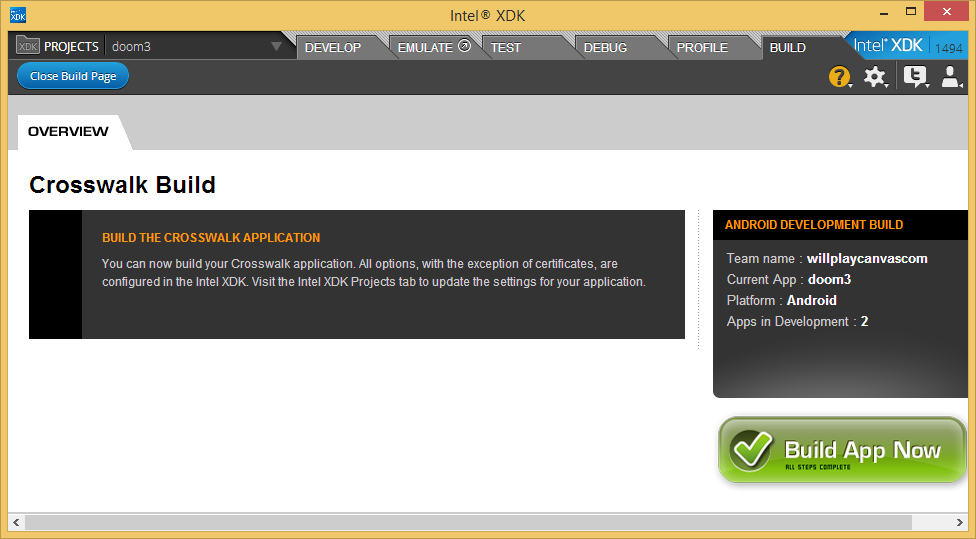 Intel® XDK
XDK PROJECTS doom3 DEVELOP EMULATE TEST DEBUG PROFILE BUILD Intel® XDK 1494
Close Build Page ?
OVERVIEW
Crosswalk Build
BUILD THE CROSSWALK APPLICATION
You can now build your Crosswalk application. All options, with the exception of certificates, are
configured in the Intel XDK. Visit the Intel XDK Projects tab to update the settings for your application.
ANDROID DEVELOPMENT BUILD
Team name : willplaycanvascom
Current App : doom3
Platform : Android
Apps in Development : 2
Build App Now
ALL STEPS COMPLETE